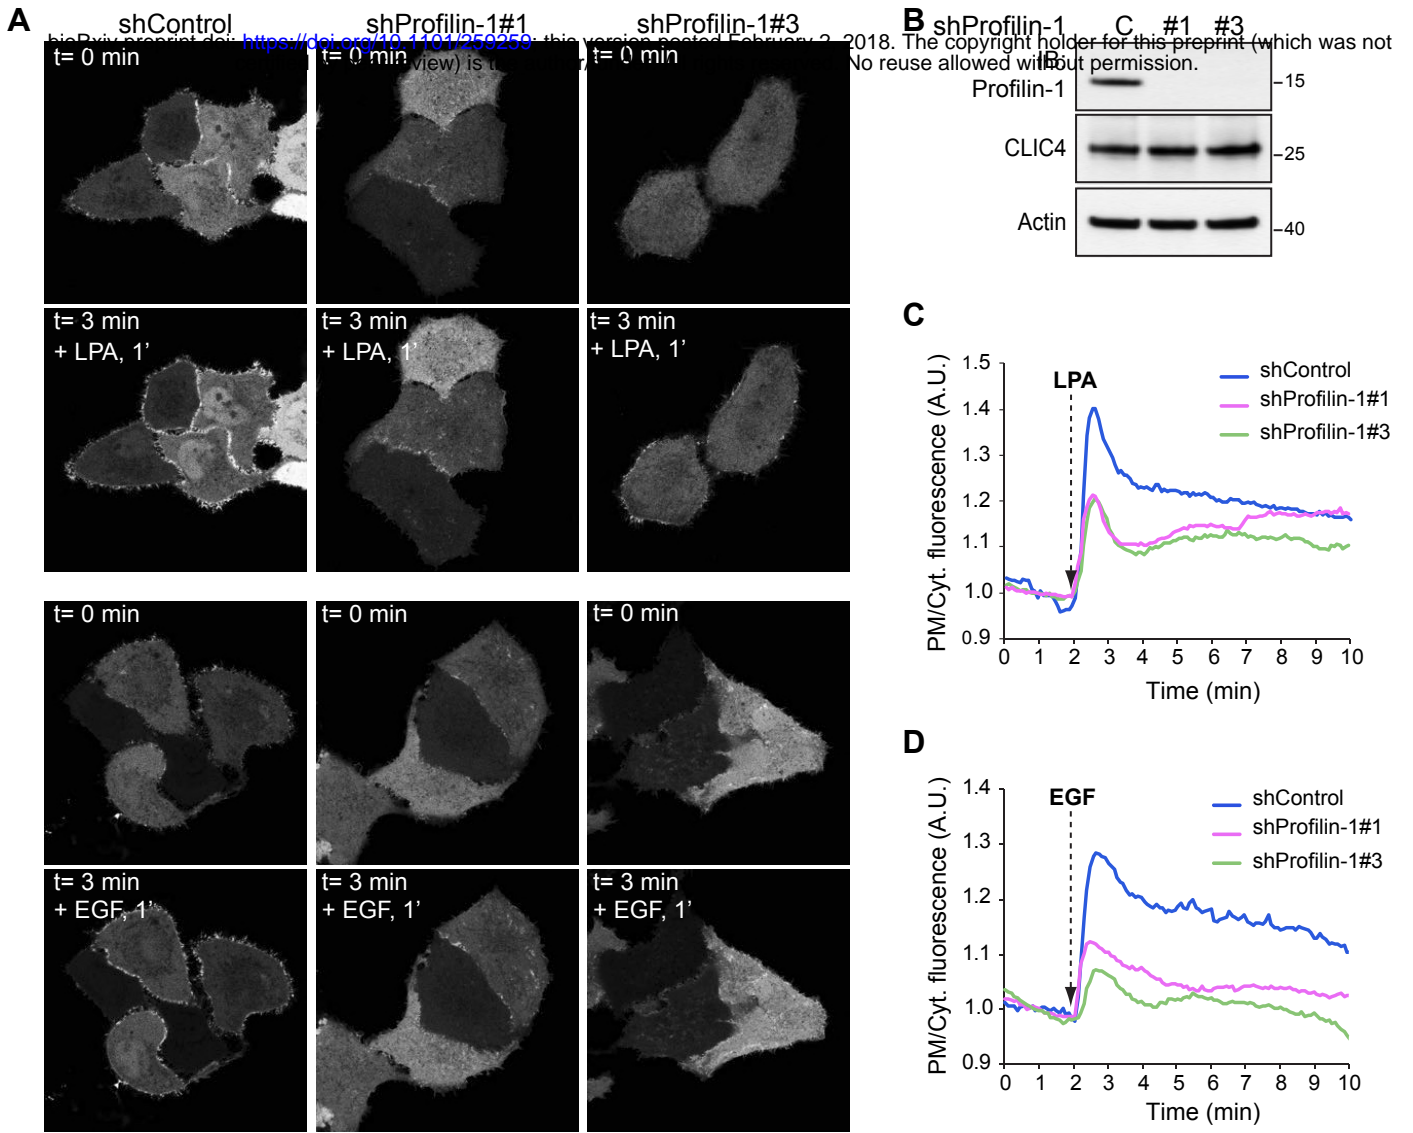 A
shControl
shProfilin-1#1
shProfilin-1#3
bioRxiv preprint doi: https://doi.org/10.1101/259259; this version posted February 2, 2018. The copyright holder for this preprint (which was not
No reuse allowed without permission.
t= 0 min
t= 0 min
t= 0 min
t= 3 min
+ LPA, 1’
t= 3 min
+ LPA, 1’
t= 3 min
+ LPA, 1’
t= 0 min
t= 0 min
t= 0 min
t= 3 min
+ EGF, 1’
t= 3 min
+ EGF, 1’
t= 3 min
+ EGF, 1’
B
shProfilin-1 C #1 #3
IB:
Profilin-1
15
CLIC4
25
Actin
40
C
PM/Cyt. fluorescence (A.U.)
1.5
1.4
1.3
1.2
1.1
1.0
0.9
LPA
shControl
shProfilin-1#1
shProfilin-1#3
0 1 2 3 4 5 6 7 8 9 10
Time (min)
D
PM/Cyt. fluorescence (A.U.)
1.4
1.3
1.2
1.1
1.0
0.9
EGF
shControl
shProfilin-1#1
shProfilin-1#3
0 1 2 3 4 5 6 7 8 9 10
Time (min)